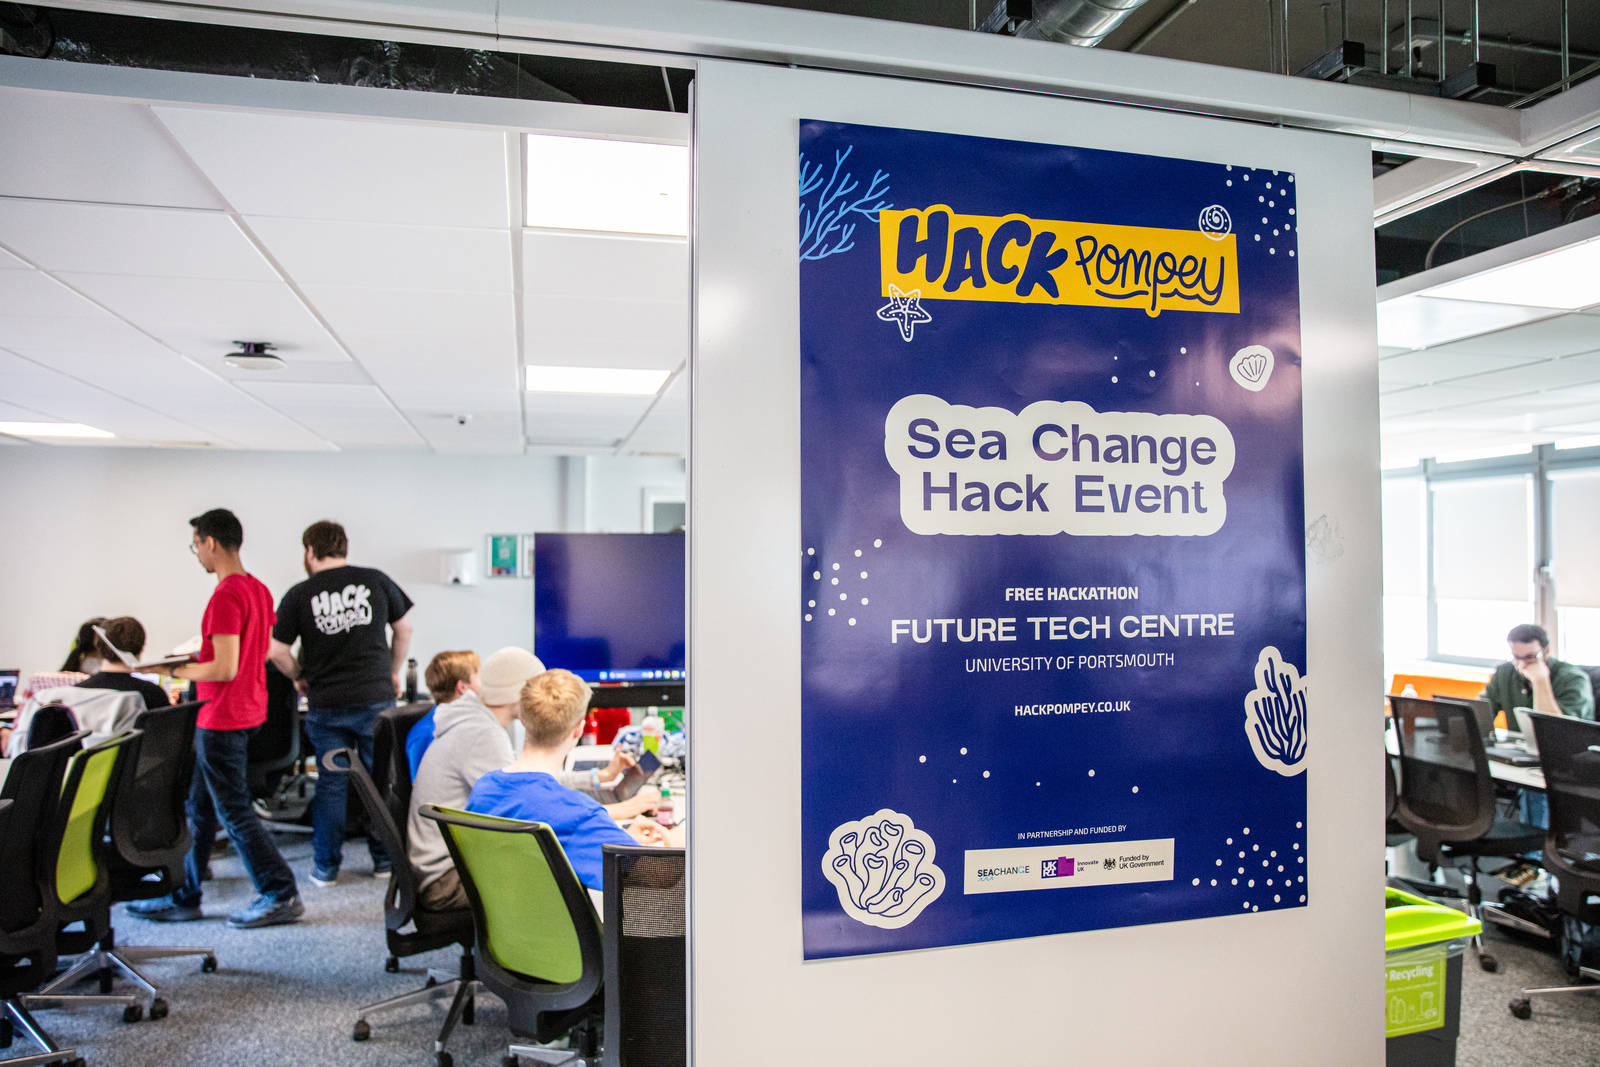 HACK Pompey
Sea Change
Hack Event
FREE HACKATHON
FUTURE TECH CENTRE
UNIVERSITY OF PORTSMOUTH
HACKPOMPEY.CO.UK
IN PARTNERSHIP AND FUNDED BY
SEACHANGE
UKRI
Innovate
UK
Funded by
UK Government
HACK
Pompey
Recycling